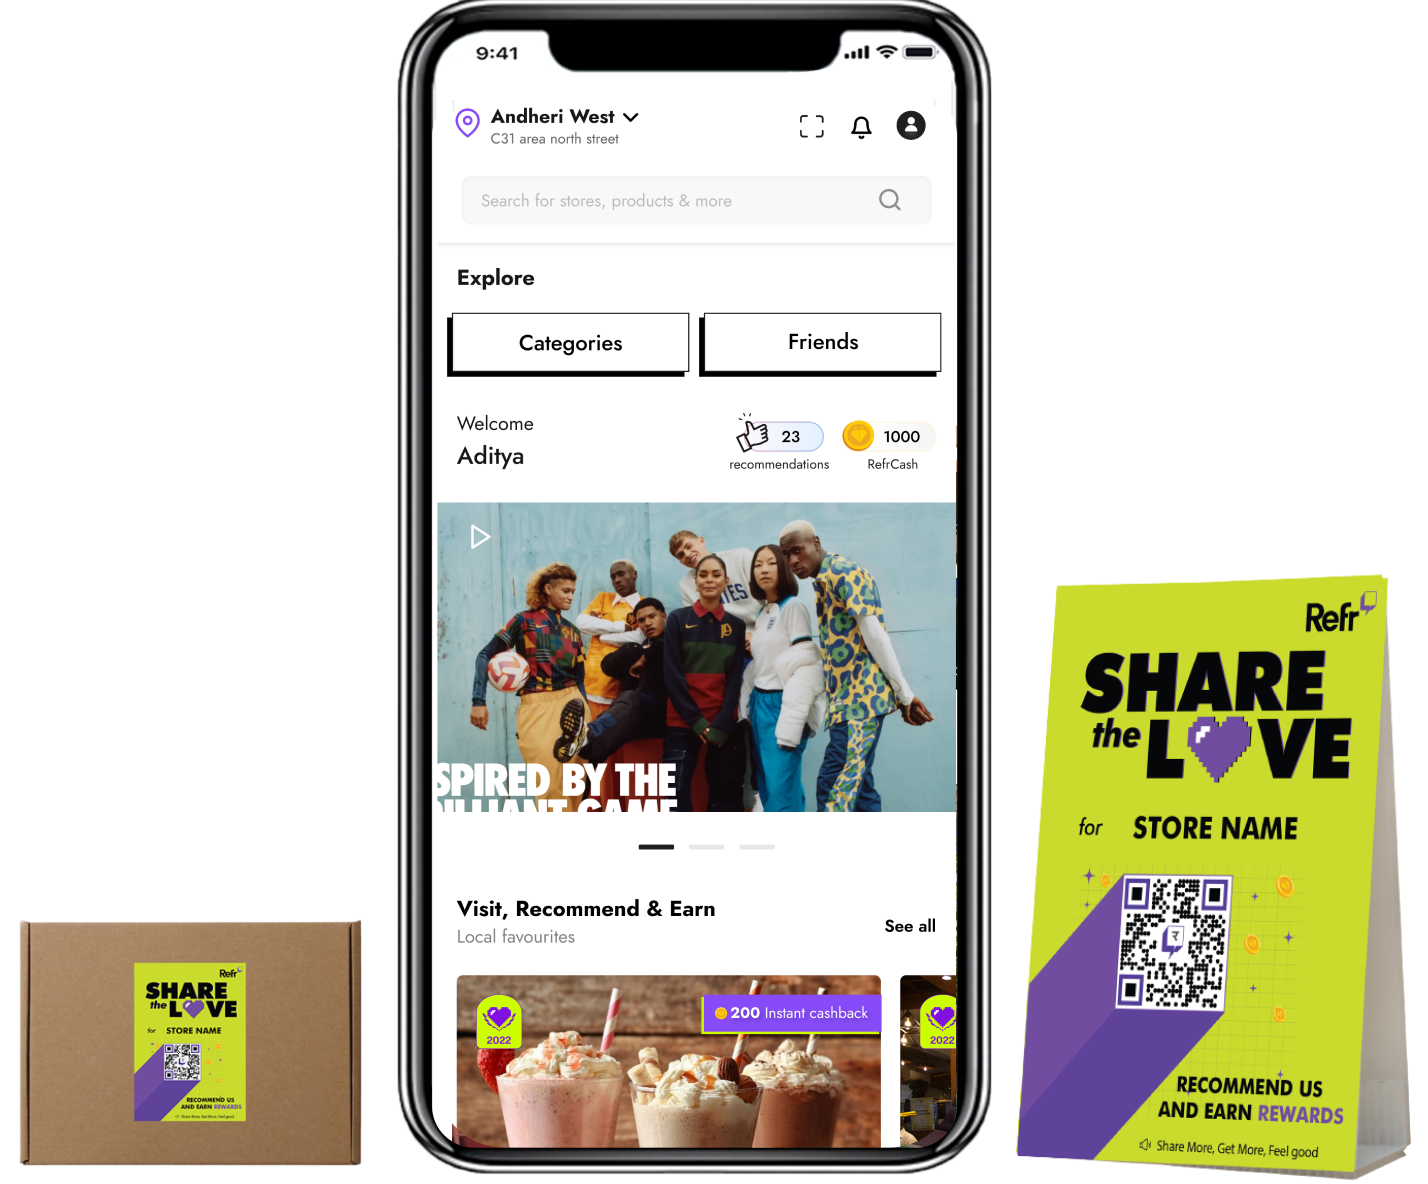 9:41
Andheri West
C31 area north street
Search for stores, products & more
Explore
Categories
Friends
Welcome
Aditya
23
recommendations
1000
RefrCash
SPIRED BY THE
Visit, Recommend & Earn
Local favourites
See all
2022
200 Instant cashback
2022
Refr
SHARE
the LOVE
for STORE NAME
RECOMMEND US
AND EARN REWARDS
Share More, Get More, Feel good
Refr
SHARE
the LOVE
for STORE NAME
RECOMMEND US
AND EARN REWARDS
Share More, Get More, Feel good